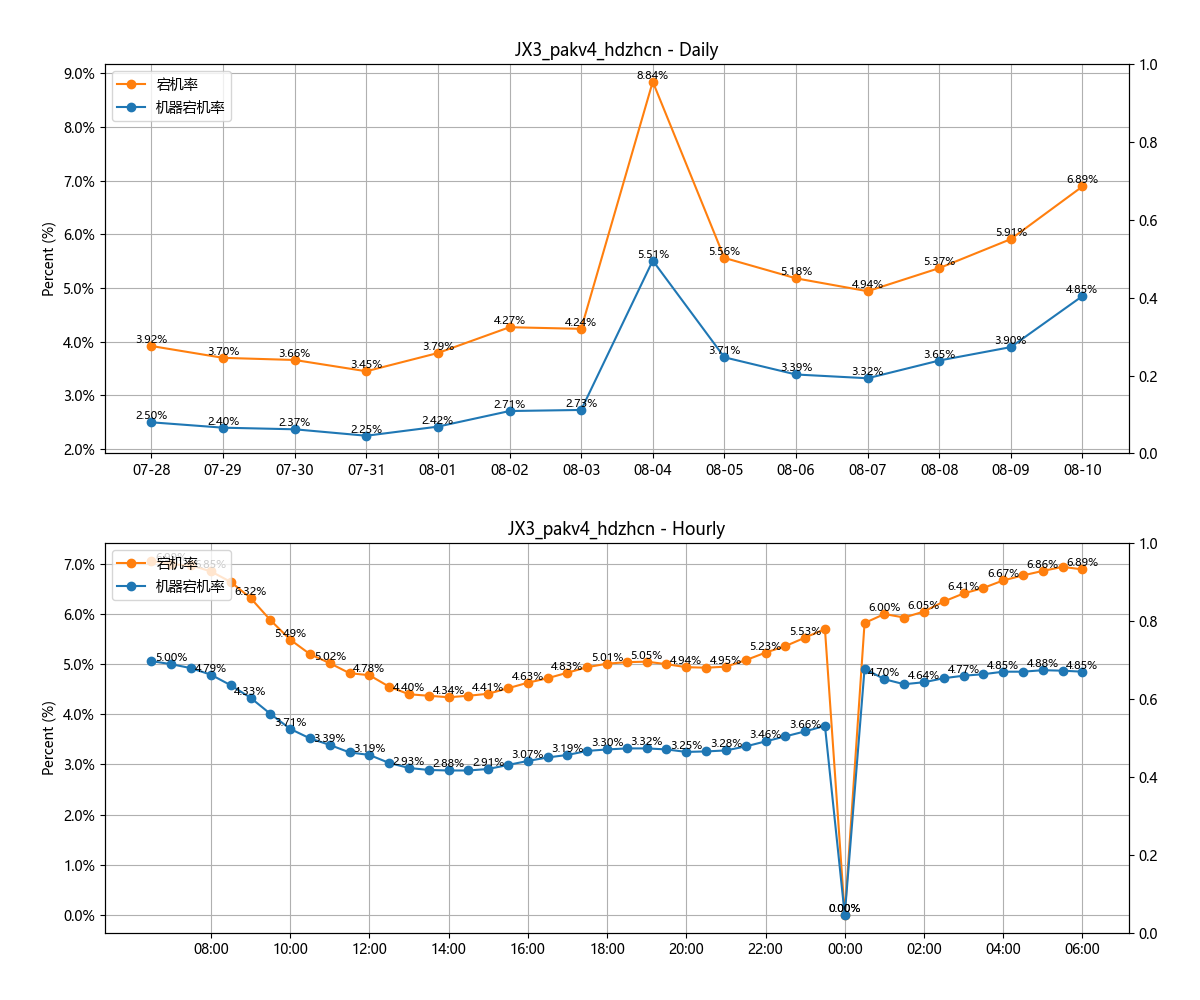 JX3_pakv4_hdzhcn - Daily
宕机率
机器宕机率
Percent (%)
9.0%
8.0%
7.0%
6.0%
5.0%
4.0%
3.0%
2.0%
1.0
0.8
0.6
0.4
0.2
0.0
3.92% 3.70% 3.66% 3.45% 3.79% 4.27% 4.24% 8.84% 5.56% 5.18% 4.94% 5.37% 5.91% 6.89%
2.50% 2.40% 2.37% 2.25% 2.42% 2.71% 2.73% 5.51% 3.71% 3.39% 3.32% 3.65% 3.90% 4.85%
07-28 07-29 07-30 07-31 08-01 08-02 08-03 08-04 08-05 08-06 08-07 08-08 08-09 08-10
JX3_pakv4_hdzhcn - Hourly
宕机率
机器宕机率
Percent (%)
7.0%
6.0%
5.0%
4.0%
3.0%
2.0%
1.0%
0.0%
1.0
0.8
0.6
0.4
0.2
0.0
6.85% 6.32% 5.49% 5.02% 4.78% 4.40% 4.34% 4.41% 4.63% 4.83% 5.01% 5.05% 4.94% 4.95% 5.23% 5.53% 0.00% 6.00% 6.05% 6.41% 6.67% 6.86% 6.89%
5.00% 4.79% 4.33% 3.71% 3.39% 3.19% 2.93% 2.88% 2.91% 3.07% 3.19% 3.30% 3.32% 3.25% 3.28% 3.46% 3.66% 0.00% 4.70% 4.64% 4.77% 4.85% 4.88% 4.85%
08:00 10:00 12:00 14:00 16:00 18:00 20:00 22:00 00:00 02:00 04:00 06:00